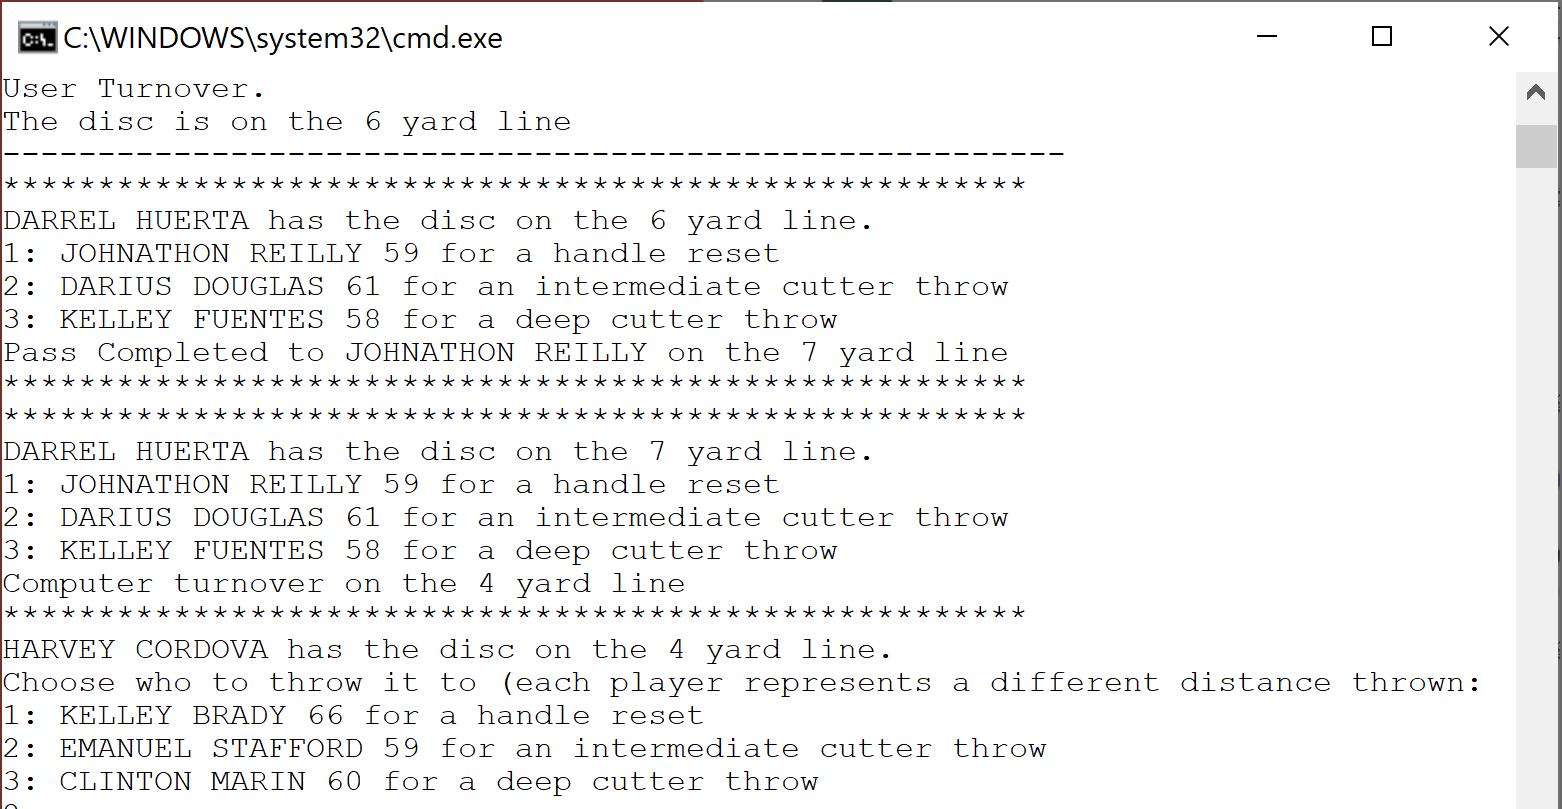 C:\WINDOWS\system32\cmd.exe
User Turnover.
The disc is on the 6 yard line
--------------------------------------------------------
******************************************************
DARREL HUERTA has the disc on the 6 yard line.
1: JOHNATHON REILLY 59 for a handle reset
2: DARIUS DOUGLAS 61 for an intermediate cutter throw
3: KELLEY FUENTES 58 for a deep cutter throw
Pass Completed to JOHNATHON REILLY on the 7 yard line
******************************************************
******************************************************
DARREL HUERTA has the disc on the 7 yard line.
1: JOHNATHON REILLY 59 for a handle reset
2: DARIUS DOUGLAS 61 for an intermediate cutter throw
3: KELLEY FUENTES 58 for a deep cutter throw
Computer turnover on the 4 yard line
******************************************************
HARVEY CORDOVA has the disc on the 4 yard line.
Choose who to throw it to (each player represents a different distance thrown:
1: KELLEY BRADY 66 for a handle reset
2: EMANUEL STAFFORD 59 for an intermediate cutter throw
3: CLINTON MARIN 60 for a deep cutter throw